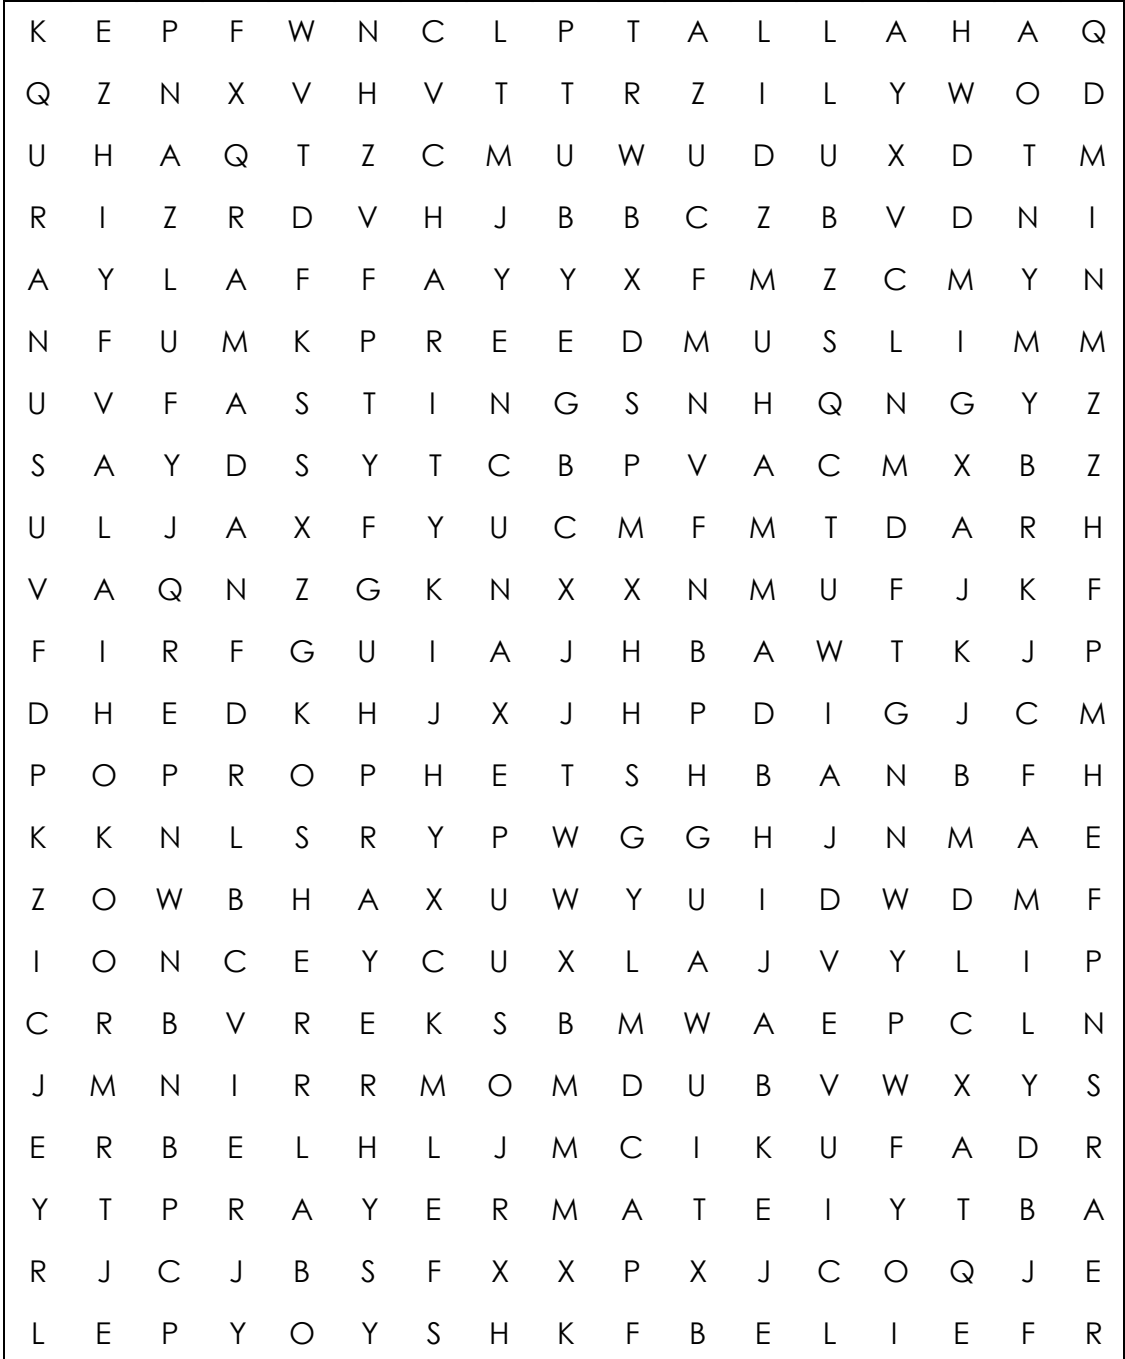 K E P F W N C L P T A L L A H A Q
Q Z N X V H V T T R Z I L Y W O D
U H A Q T Z C M U W U D U X D T M
R I Z R D V H J B B C Z B V D N I
A Y L A F F A Y Y X F M Z C M Y N
N F U M K P R E E D M U S L I M M
U V F A S T I N G S N H Q N G Y Z
S A Y D S Y T C B P V A C M X B Z
U L J A X F Y U C M F M T D A R H
V A Q N Z G K N X X N M U F J K F
F I R F G U I A J H B A W T K J P
D H E D K H J X J H P D I G J C M
P O P R O P H E T S H B A N B F H
K K N L S R Y P W G G H J N M A E
Z O W B H A X U W Y U I D W D M F
I O N C E Y C U X L A J V Y L I P
C R B V R E K S B M W A E P C L N
J M N I R R M O M D U B V W X Y S
E R B E L H L J M C I K U F A D R
Y T P R A Y E R M A T E I Y T B A
R J C J B S F X X P X J C O Q J E
L E P Y O Y S H K F B E L I E F R